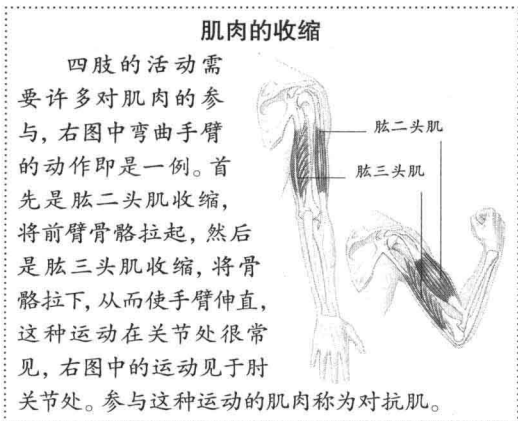 肌肉的收缩
四肢的活动需
要许多对肌肉的参
与, 右图中弯曲手臂
的动作即是一例。首
先是肱二头肌收缩,
将前臂骨骼拉起, 然后
是肱三头肌收缩, 将骨
骼拉下, 从而使手臂伸直,
这种运动在关节处很常
见, 右图中的运动见于肘
关节处。参与这种运动的肌肉称为对抗肌。
肱二头肌
肱三头肌